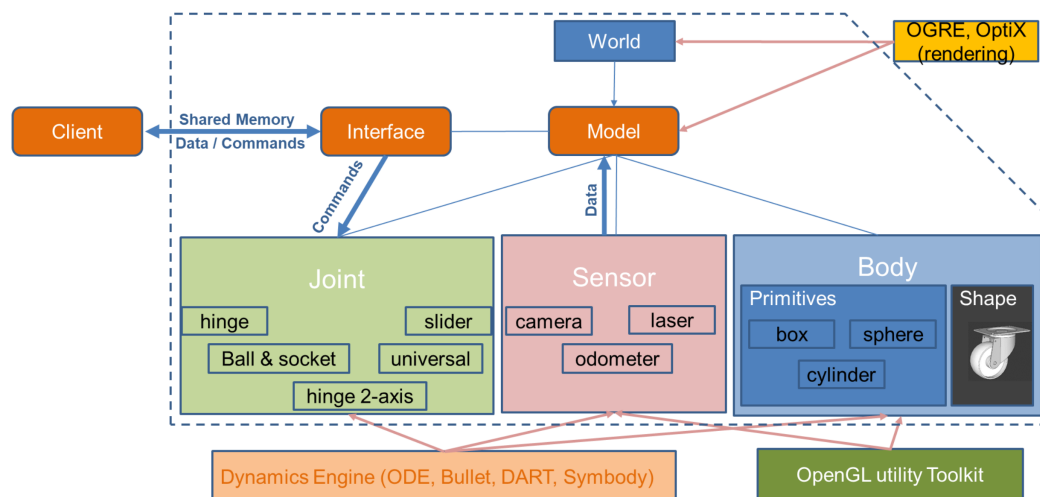 World
OGRE, OptiX
(rendering)
Client
Shared Memory
Data / Commands
Interface
Model
Commands
Data
Joint
hinge
slider
Ball & socket
universal
hinge 2-axis
Sensor
camera
laser
odometer
Body
Primitives
box
sphere
cylinder
Shape
Dynamics Engine (ODE, Bullet, DART, Symbody)
OpenGL utility Toolkit